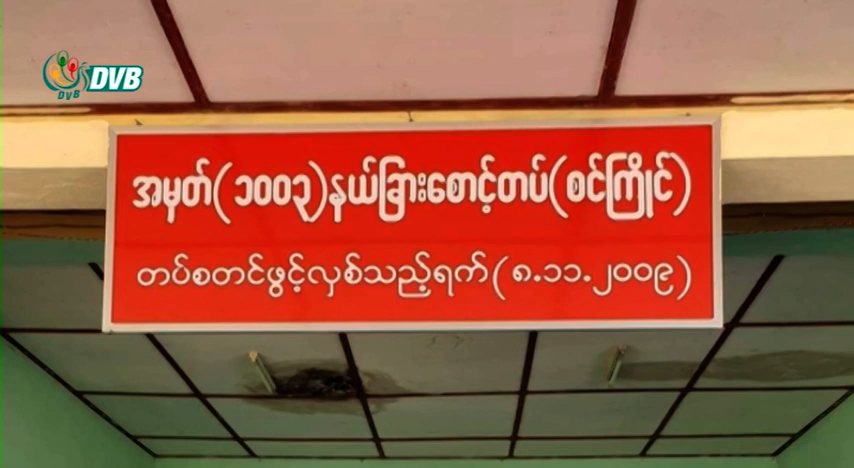 DVB
DVB
အမှတ်(၁၀၀၃)နယ်ခြားစောင့်တပ်(စင်ကြိုင်)
တပ်စတင်ဖွင့်လှစ်သည့်ရက်(၈.၁၁.၂၀၀၉)